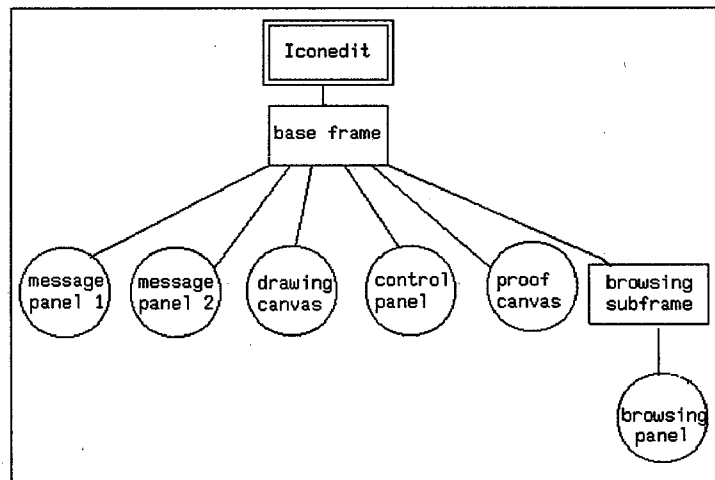 Iconedit
base frame
message
panel 1
message
panel 2
drawing
canvas
control
panel
proof
canvas
browsing
subframe
browsing
panel